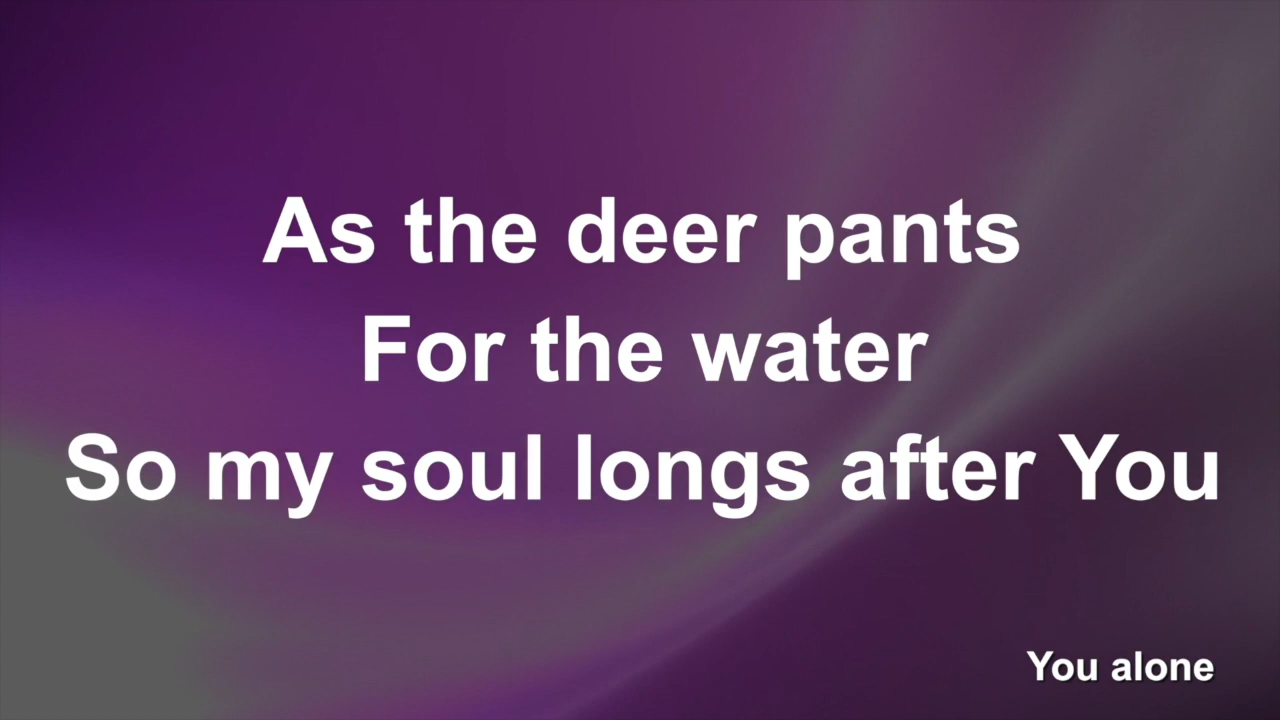 As the deer pants
For the water
So my soul longs after You
You alone